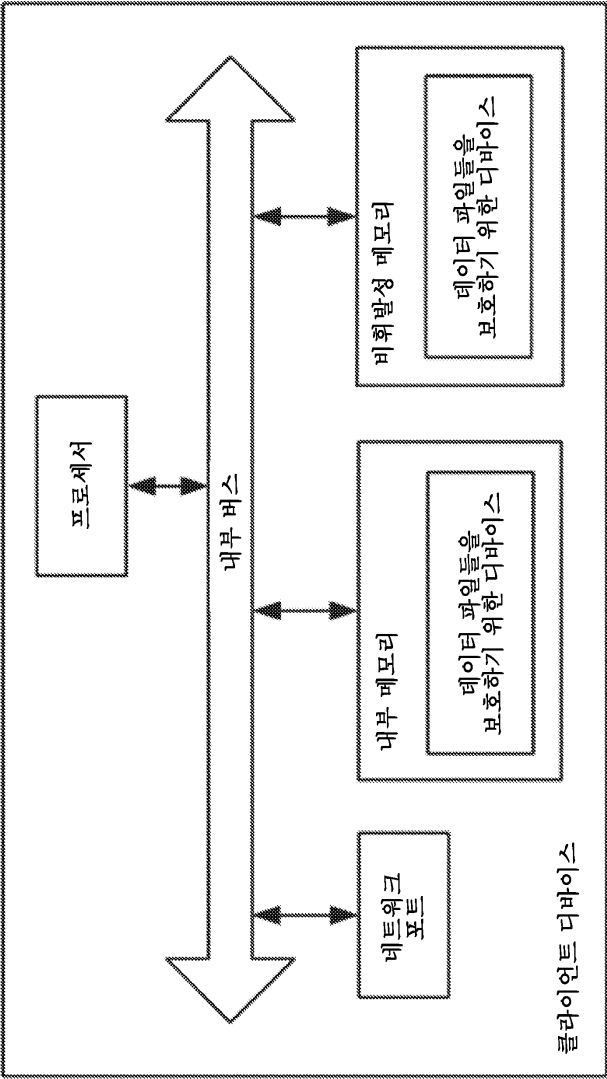 프로세서
내부 버스
네트워크
포트
내부 메모리
데이터 파일들을
보호하기 위한 디바이스
비휘발성 메모리
데이터 파일들을
보호하기 위한 디바이스
클라이언트 디바이스